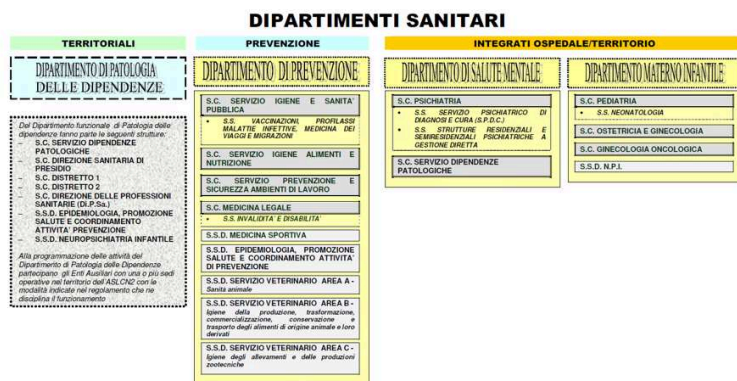 DIPARTIMENTI SANITARI
TERRITORIALI
DIPARTIMENTO DI PATOLOGIA
DELLE DIPENDENZE
Del Dipartimento funzionale di Patologia delle
dipendenze fanno parte le seguenti strutture:
– S.C. SERVIZIO DIPENDENZE
PATOLOGICHE
– S.C. DIREZIONE SANITARIA DI
PRESIDIO
– S.C. DISTRETTO 1
– S.C. DISTRETTO 2
– S.C. DIREZIONE DELLE PROFESSIONI
SANITARIE (Di.P.Sa.)
– S.S.D. EPIDEMIOLOGIA, PROMOZIONE
SALUTE E COORDINAMENTO
ATTIVITA' PREVENZIONE
– S.S.D. NEUROPSICHIATRIA INFANTILE
Alla programmazione delle attività del
Dipartimento di Patologia delle Dipendenze
partecipano gli Enti Ausiliari con una o più sedi
operative nel territorio dell'ASLCN2 con le
modalità indicate nel regolamento che ne
disciplina il funzionamento
PREVENZIONE
DIPARTIMENTO DI PREVENZIONE
S.C. SERVIZIO IGIENE E SANITA'
PUBBLICA
• S.S. VACCINAZIONI, PROFILASSI
MALATTIE INFETTIVE, MEDICINA DEI
VIAGGI E MIGRAZIONI
S.C. SERVIZIO IGIENE ALIMENTI E
NUTRIZIONE
S.C. SERVIZIO PREVENZIONE E
SICUREZZA AMBIENTI DI LAVORO
S.C. MEDICINA LEGALE
• S.S. INVALIDITA' E DISABILITA'
S.S.D. MEDICINA SPORTIVA
S.S.D. EPIDEMIOLOGIA, PROMOZIONE
SALUTE E COORDINAMENTO ATTIVITA'
DI PREVENZIONE
S.S.D. SERVIZIO VETERINARIO AREA A -
Sanità animale
S.S.D. SERVIZIO VETERINARIO AREA B -
Igiene della produzione, trasformazione,
commercializzazione, conservazione e
trasporto degli alimenti di origine animale e loro
derivati
S.S.D. SERVIZIO VETERINARIO AREA C -
Igiene degli allevamenti e delle produzioni
zootecniche
INTEGRATI OSPEDALE/TERRITORIO
DIPARTIMENTO DI SALUTE MENTALE
S.C. PSICHIATRIA
• S.S. SERVIZIO PSICHIATRICO DI
DIAGNOSI E CURA (S.P.D.C.)
• S.S. STRUTTURE RESIDENZIALI E
SEMIRESIDENZIALI PSICHIATRICHE A
GESTIONE DIRETTA
S.C. SERVIZIO DIPENDENZE
PATOLOGICHE
DIPARTIMENTO MATERNO INFANTILE
S.C. PEDIATRIA
• S.S. NEONATOLOGIA
S.C. OSTETRICIA E GINECOLOGIA
S.C. GINECOLOGIA ONCOLOGICA
S.S.D. N.P.I.